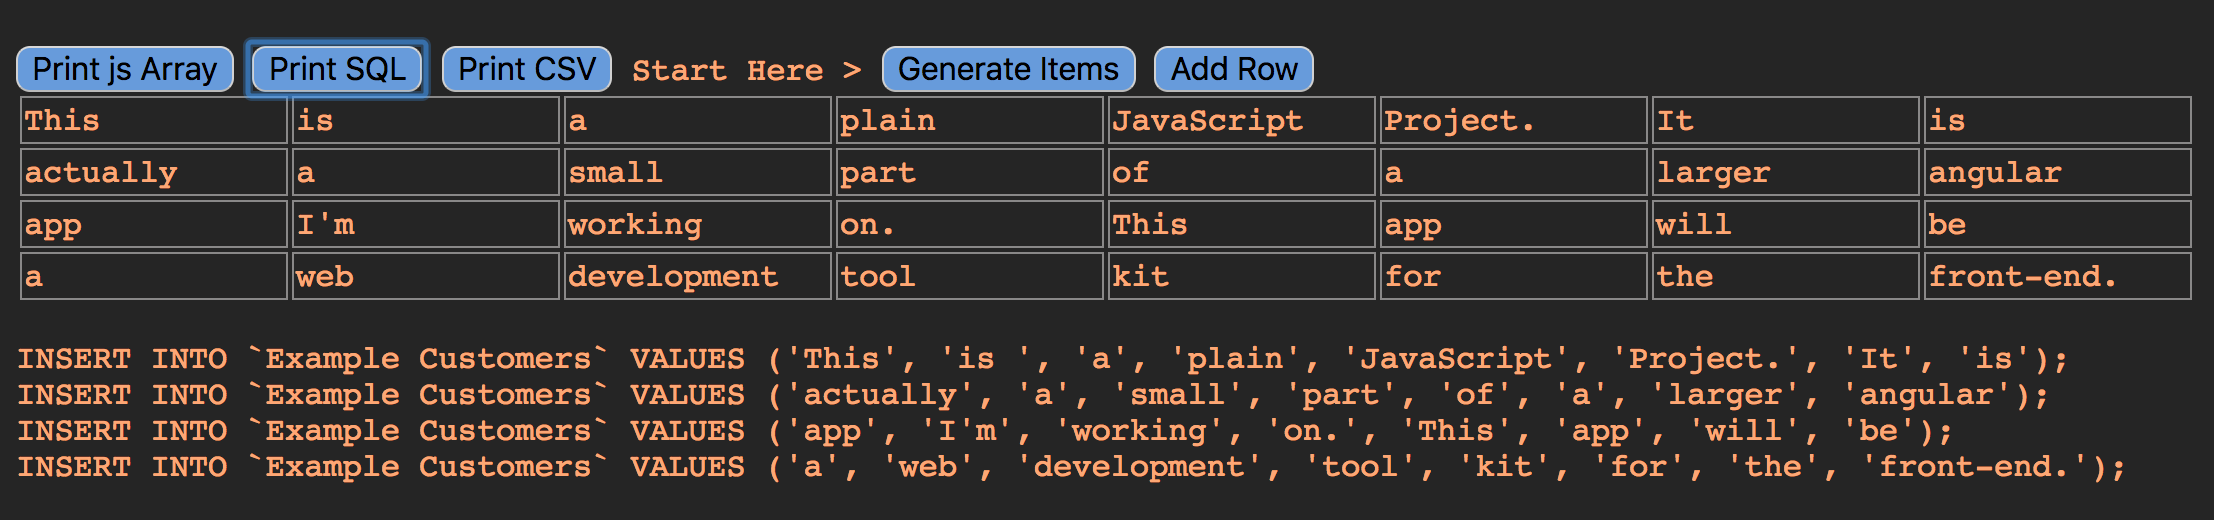 Print js Array Print SQL Print CSV Start Here > Generate Items Add Row
This is a plain JavaScript Project. It is
actually a small part of a larger angular
app I'm working on. This app will be
a web development tool kit for the front-end.
INSERT INTO `Example Customers` VALUES ('This', 'is ', 'a', 'plain', 'JavaScript', 'Project.', 'It', 'is');
INSERT INTO `Example Customers` VALUES ('actually', 'a', 'small', 'part', 'of', 'a', 'larger', 'angular');
INSERT INTO `Example Customers` VALUES ('app', 'I'm', 'working', 'on.', 'This', 'app', 'will', 'be');
INSERT INTO `Example Customers` VALUES ('a', 'web', 'development', 'tool', 'kit', 'for', 'the', 'front-end.');